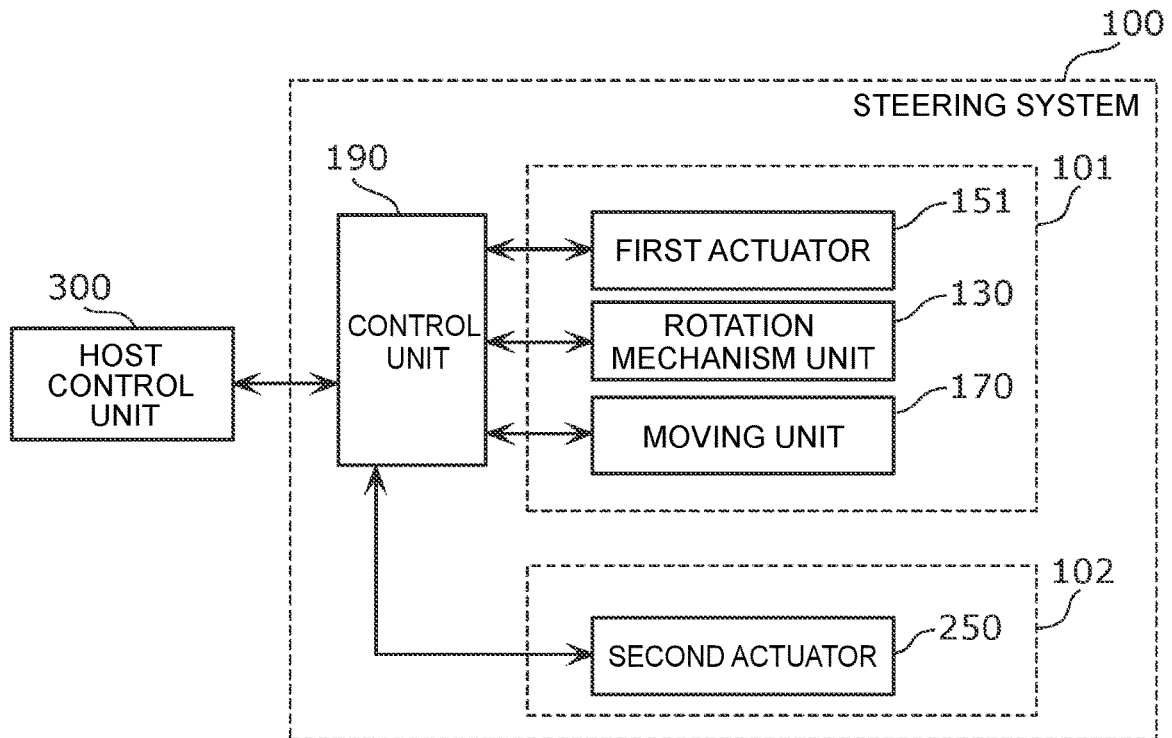 100
STEERING SYSTEM
190
101
151
FIRST ACTUATOR
300
130
HOST
CONTROL
UNIT
CONTROL
UNIT
ROTATION
MECHANISM UNIT
170
MOVING UNIT
102
250
SECOND ACTUATOR